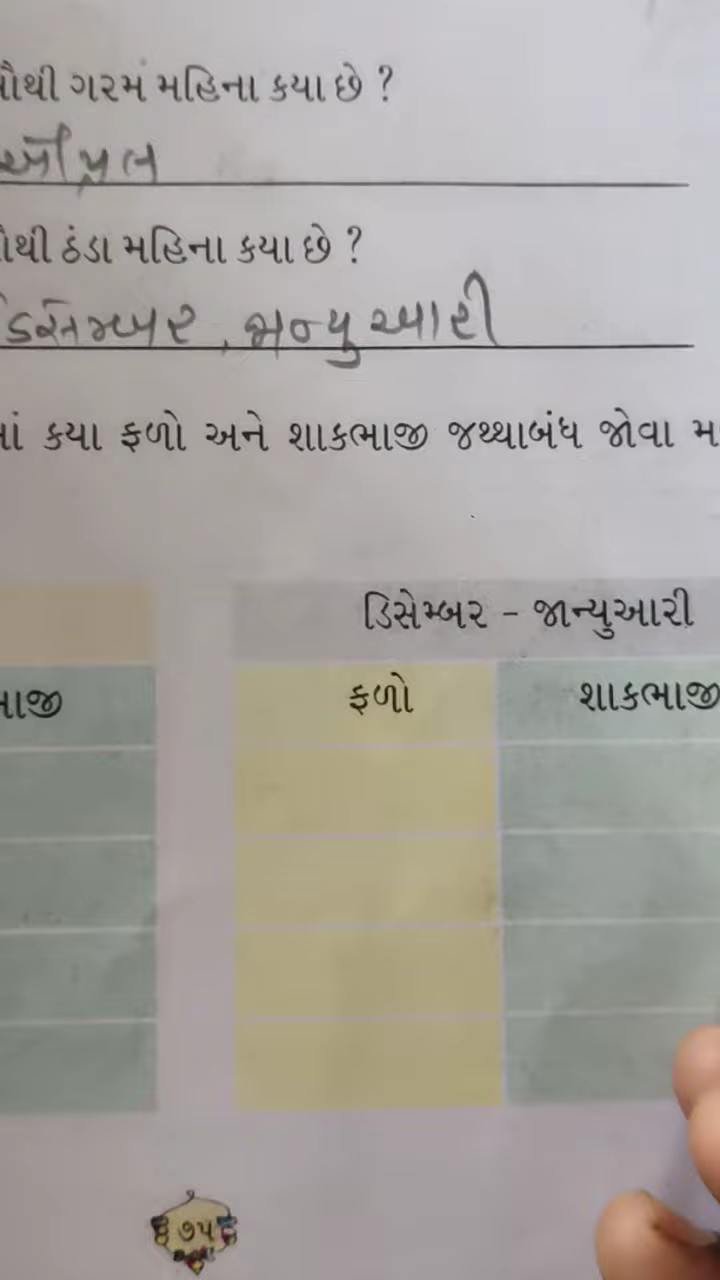 ૌથી ગરમ મહિના કયા છે ?
એપ્રિલ
ૌથી ઠંડા મહિના કયા છે ?
ડિસેમ્બર, જાન્યુઆરી
ાં કયા ફળો અને શાકભાજી જથ્થાબંધ જોવા મ
ડિસેમ્બર - જાન્યુઆરી
ભાજી ફળો શાકભાજી
૭૫